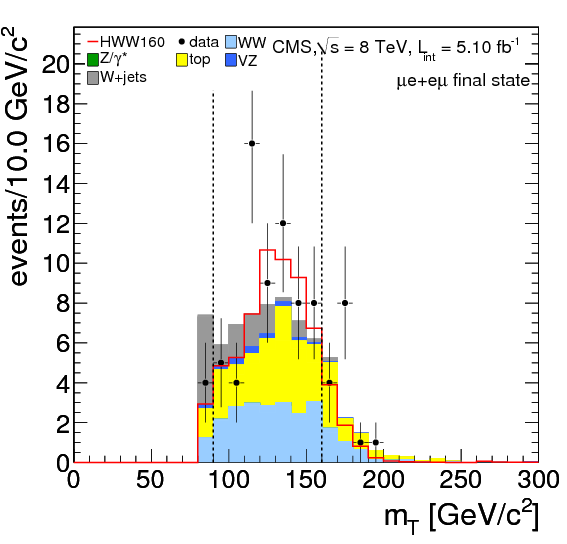 HWW160 data WW
Z/γ* top VZ
W+jets
CMS,√s = 8 TeV, L_int = 5.10 fb⁻¹
μe+eμ final state
events/10.0 GeV/c²
20
18
16
14
12
10
8
6
4
2
0
0 50 100 150 200 250 300
m_T [GeV/c²]